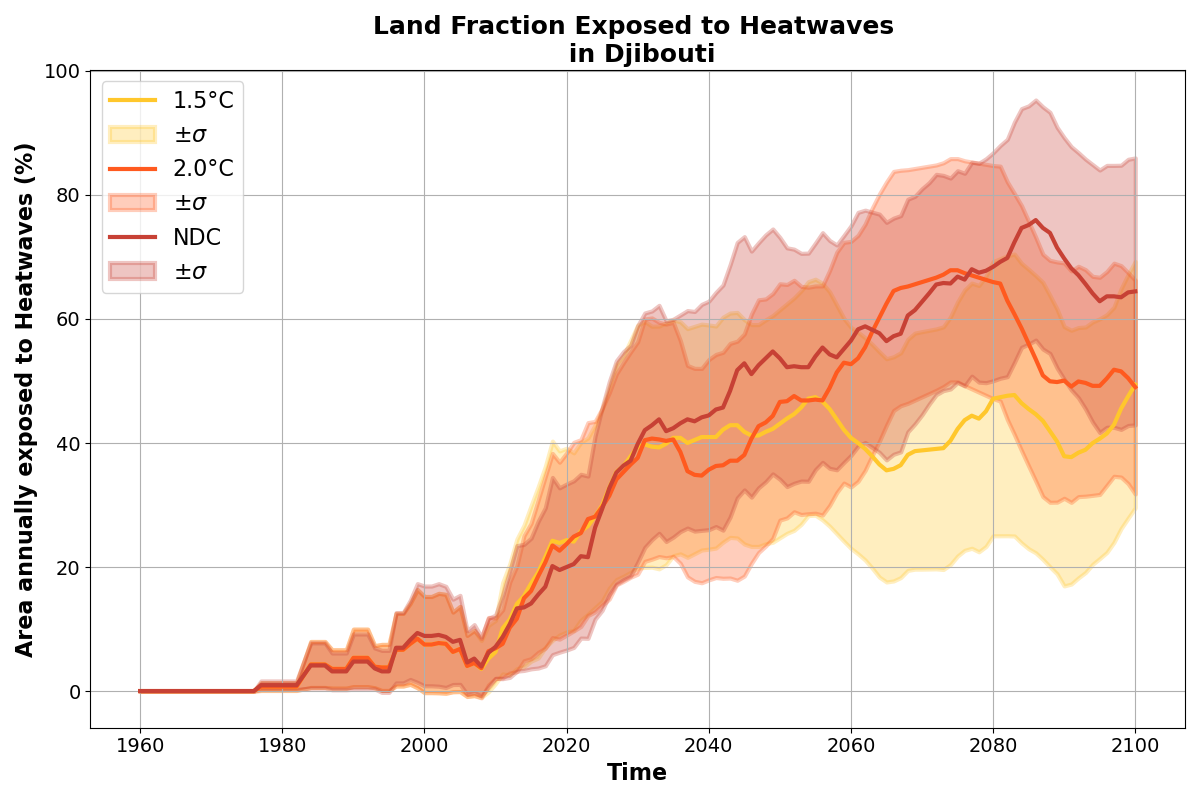 Land Fraction Exposed to Heatwaves
in Djibouti
Area annually exposed to Heatwaves (%)
100
80
60
40
20
0
1.5°C
±σ
2.0°C
±σ
NDC
±σ
1960 1980 2000 2020 2040 2060 2080 2100
Time